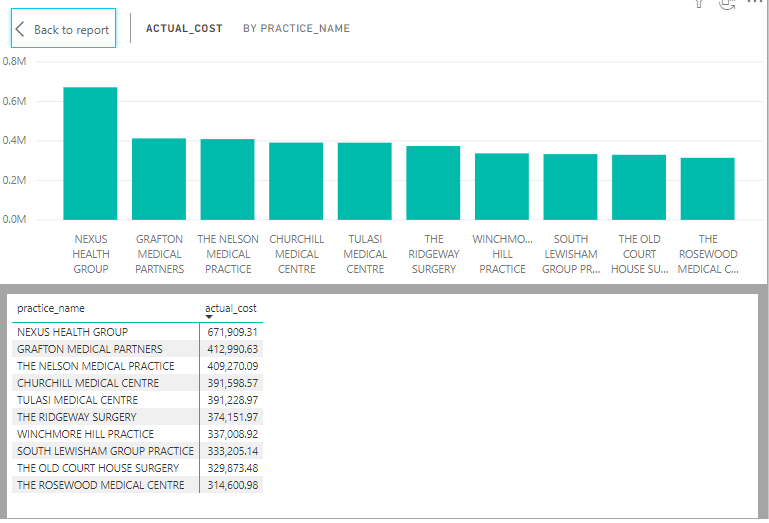 Back to report
ACTUAL_COST BY PRACTICE_NAME
0.8M
0.6M
0.4M
0.2M
0.0M
NEXUS HEALTH GROUP
GRAFTON MEDICAL PARTNERS
THE NELSON MEDICAL PRACTICE
CHURCHILL MEDICAL CENTRE
TULASI MEDICAL CENTRE
THE RIDGEWAY SURGERY
WINCHMO... HILL PRACTICE
SOUTH LEWISHAM GROUP PR...
THE OLD COURT HOUSE SU...
THE ROSEWOOD MEDICAL C...
practice_name actual_cost
NEXUS HEALTH GROUP 671,909.31
GRAFTON MEDICAL PARTNERS 412,990.63
THE NELSON MEDICAL PRACTICE 409,270.09
CHURCHILL MEDICAL CENTRE 391,598.57
TULASI MEDICAL CENTRE 391,228.97
THE RIDGEWAY SURGERY 374,151.97
WINCHMORE HILL PRACTICE 337,008.92
SOUTH LEWISHAM GROUP PRACTICE 333,205.14
THE OLD COURT HOUSE SURGERY 329,873.48
THE ROSEWOOD MEDICAL CENTRE 314,600.98